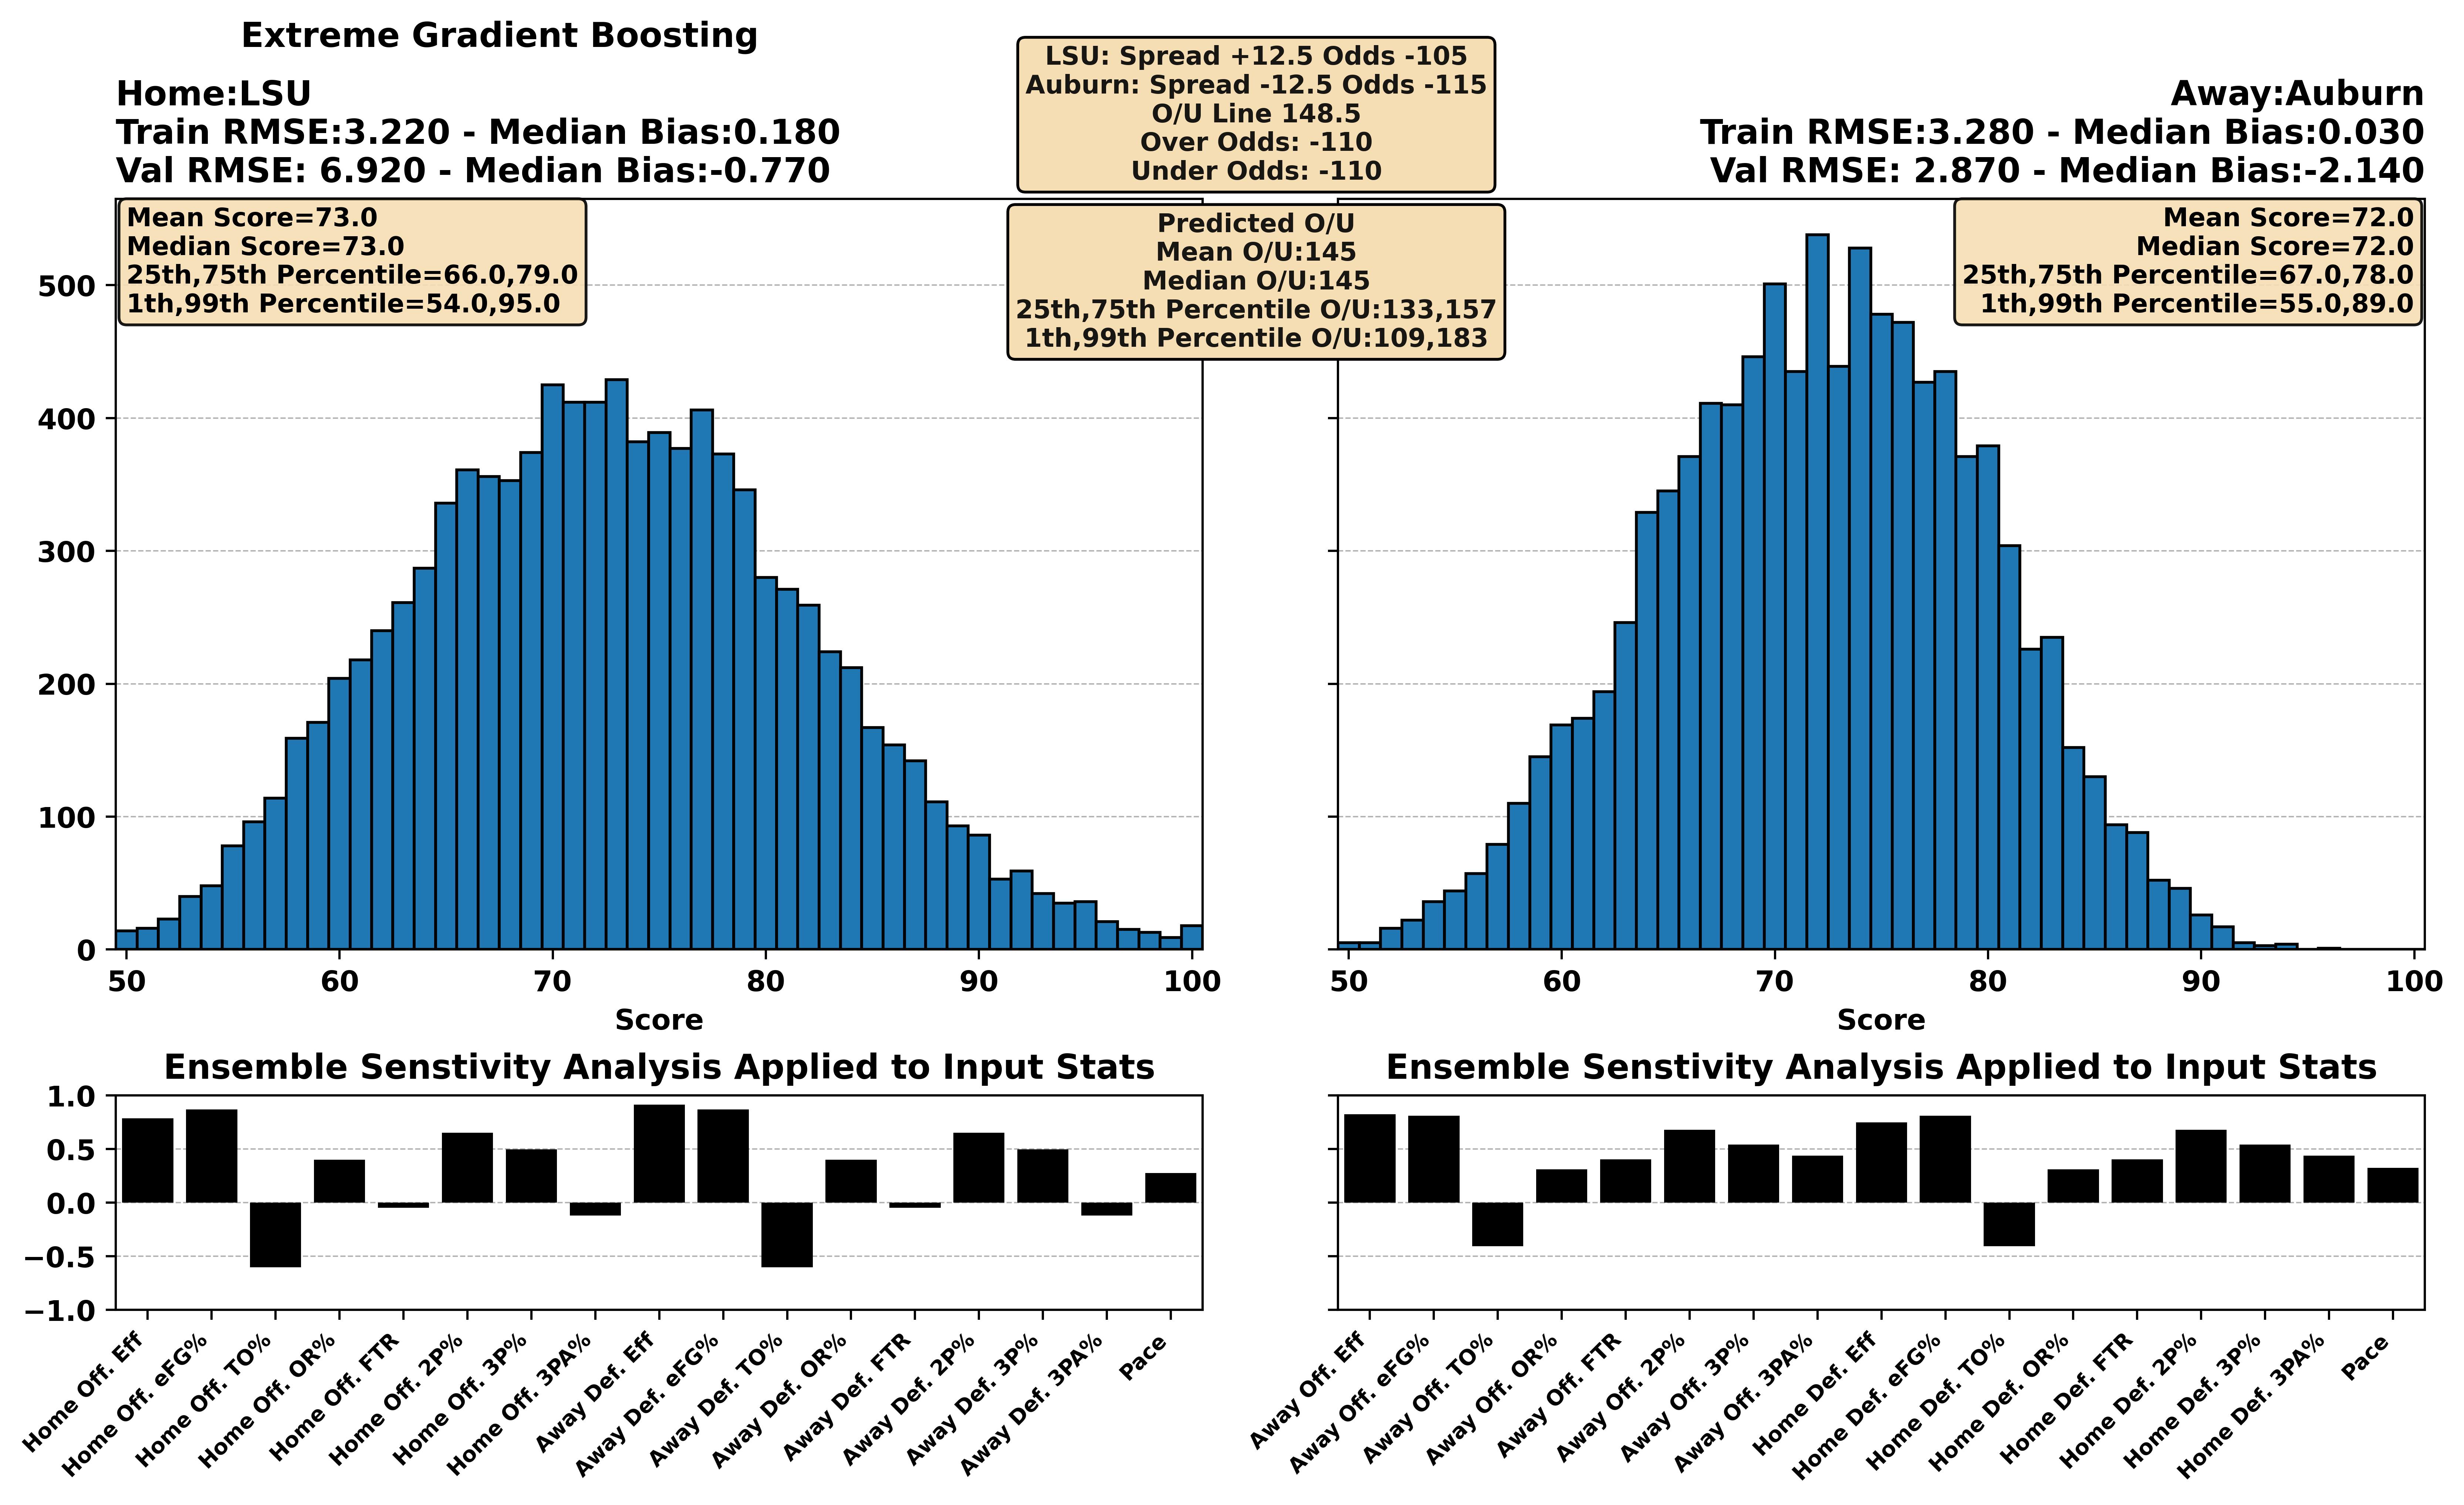 Extreme Gradient Boosting
Home:LSU
Train RMSE:3.220 - Median Bias:0.180
Val RMSE: 6.920 - Median Bias:-0.770
LSU: Spread +12.5 Odds -105
Auburn: Spread -12.5 Odds -115
O/U Line 148.5
Over Odds: -110
Under Odds: -110
Away:Auburn
Train RMSE:3.280 - Median Bias:0.030
Val RMSE: 2.870 - Median Bias:-2.140
Mean Score=73.0
Median Score=73.0
25th,75th Percentile=66.0,79.0
1th,99th Percentile=54.0,95.0
Predicted O/U
Mean O/U:145
Median O/U:145
25th,75th Percentile O/U:133,157
1th,99th Percentile O/U:109,183
Mean Score=72.0
Median Score=72.0
25th,75th Percentile=67.0,78.0
1th,99th Percentile=55.0,89.0
500
400
300
200
100
0
50 60 70 80 90 100
Score
50 60 70 80 90 100
Score
Ensemble Senstivity Analysis Applied to Input Stats
1.0
0.5
0.0
−0.5
−1.0
Home Off. Eff
Home Off. eFG%
Home Off. TO%
Home Off. OR%
Home Off. FTR
Home Off. 2P%
Home Off. 3P%
Home Off. 3PA%
Away Def. Eff
Away Def. eFG%
Away Def. TO%
Away Def. OR%
Away Def. FTR
Away Def. 2P%
Away Def. 3P%
Away Def. 3PA%
Pace
Ensemble Senstivity Analysis Applied to Input Stats
Away Off. Eff
Away Off. eFG%
Away Off. TO%
Away Off. OR%
Away Off. FTR
Away Off. 2P%
Away Off. 3P%
Away Off. 3PA%
Home Def. Eff
Home Def. eFG%
Home Def. TO%
Home Def. OR%
Home Def. FTR
Home Def. 2P%
Home Def. 3P%
Home Def. 3PA%
Pace